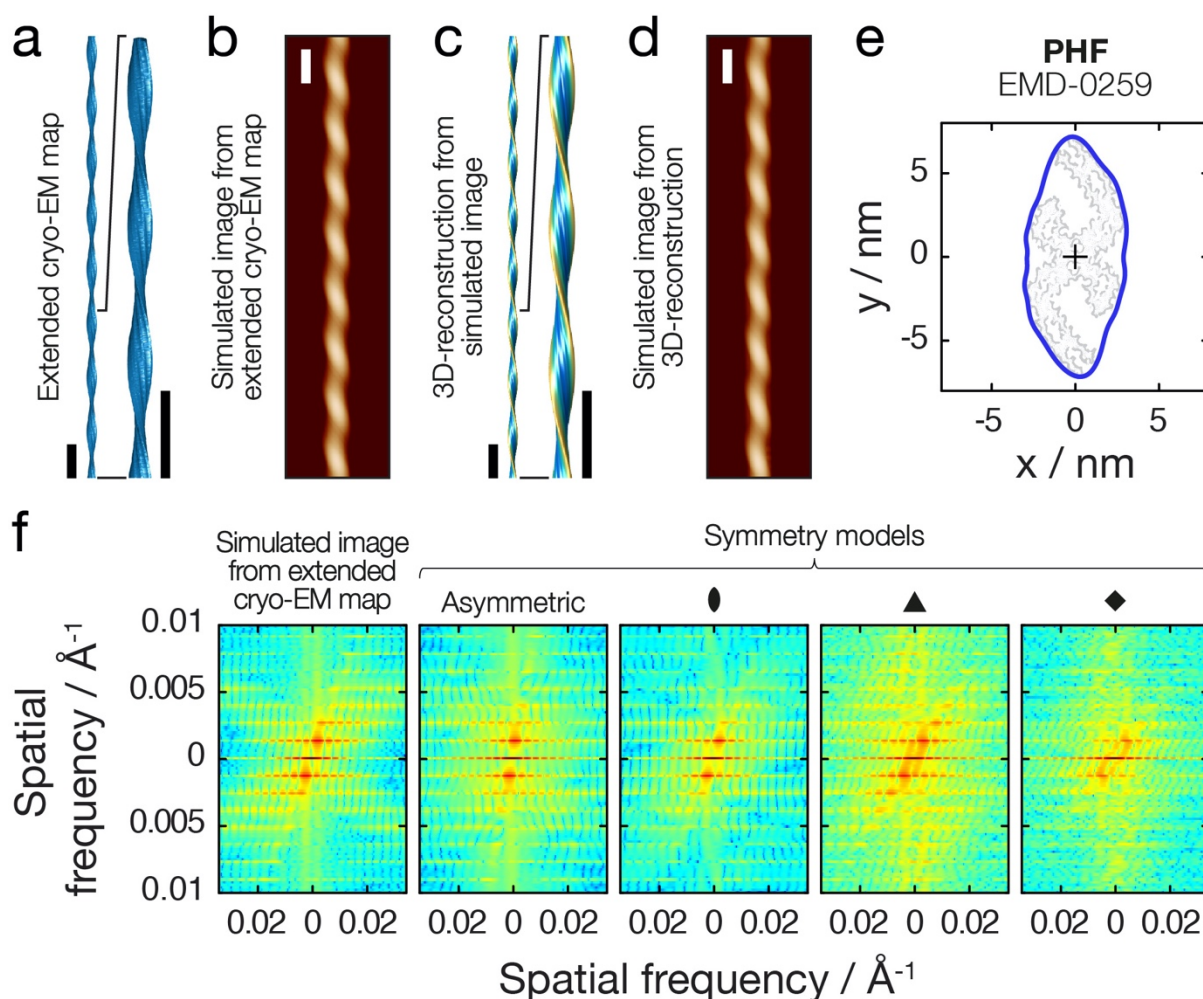 a
Extended cryo-EM map
b
Simulated image from
extended cryo-EM map
c
3D-reconstruction from
simulated image
d
Simulated image from
3D-reconstruction
e
PHF
EMD-0259
y / nm
5
0
-5
-5 0 5
x / nm
f
Simulated image
from extended
cryo-EM map
Symmetry models
Asymmetric
Spatial
frequency / Å⁻¹
0.01
0.005
0
0.005
0.01
0.02 0 0.02 0.02 0 0.02 0.02 0 0.02 0.02 0 0.02 0.02 0 0.02
Spatial frequency / Å⁻¹